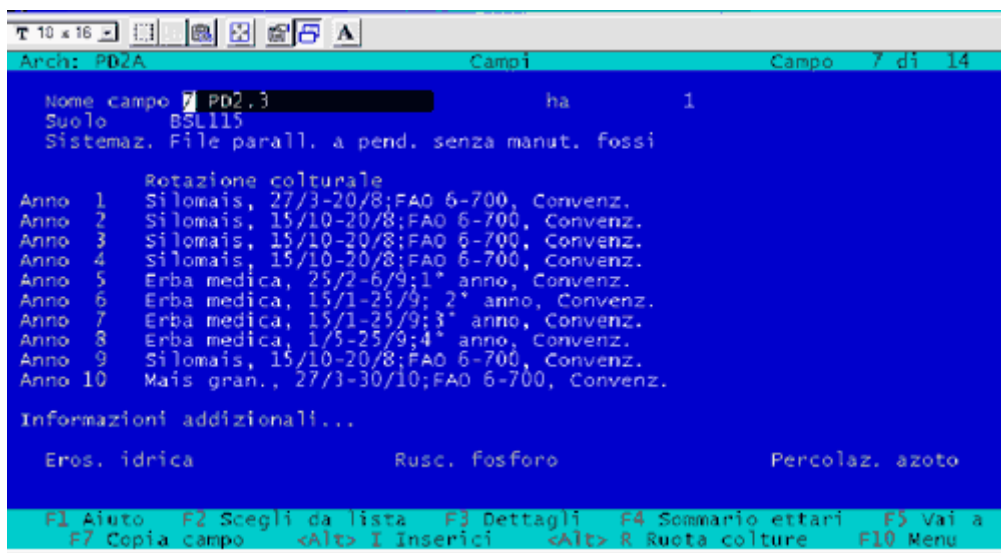 T 10 x 16 A
Arch: PD2A Campi Campo 7 di 14
Nome campo 7 PD2.3 ha 1
Suolo BSL115
Sistemaz. File parall. a pend. senza manut. fossi
Rotazione colturale
Anno 1 Silomais, 27/3-20/8;FAO 6-700, Convenz.
Anno 2 Silomais, 15/10-20/8;FAO 6-700, Convenz.
Anno 3 Silomais, 15/10-20/8;FAO 6-700, Convenz.
Anno 4 Silomais, 15/10-20/8;FAO 6-700, Convenz.
Anno 5 Erba medica, 25/2-6/9;1° anno, Convenz.
Anno 6 Erba medica, 15/1-25/9; 2° anno, Convenz.
Anno 7 Erba medica, 15/1-25/9;3° anno, Convenz.
Anno 8 Erba medica, 1/5-25/9;4° anno, Convenz.
Anno 9 Silomais, 15/10-20/8;FAO 6-700, Convenz.
Anno 10 Mais gran., 27/3-30/10;FAO 6-700, Convenz.
Informazioni addizionali...
Eros. idrica Rusc. fosforo Percolaz. azoto
F1 Aiuto F2 Scegli da lista F3 Dettagli F4 Sommario ettari F5 Vai a
F7 Copia campo <Alt> I Inserici <Alt> R Ruota colture F10 Menu